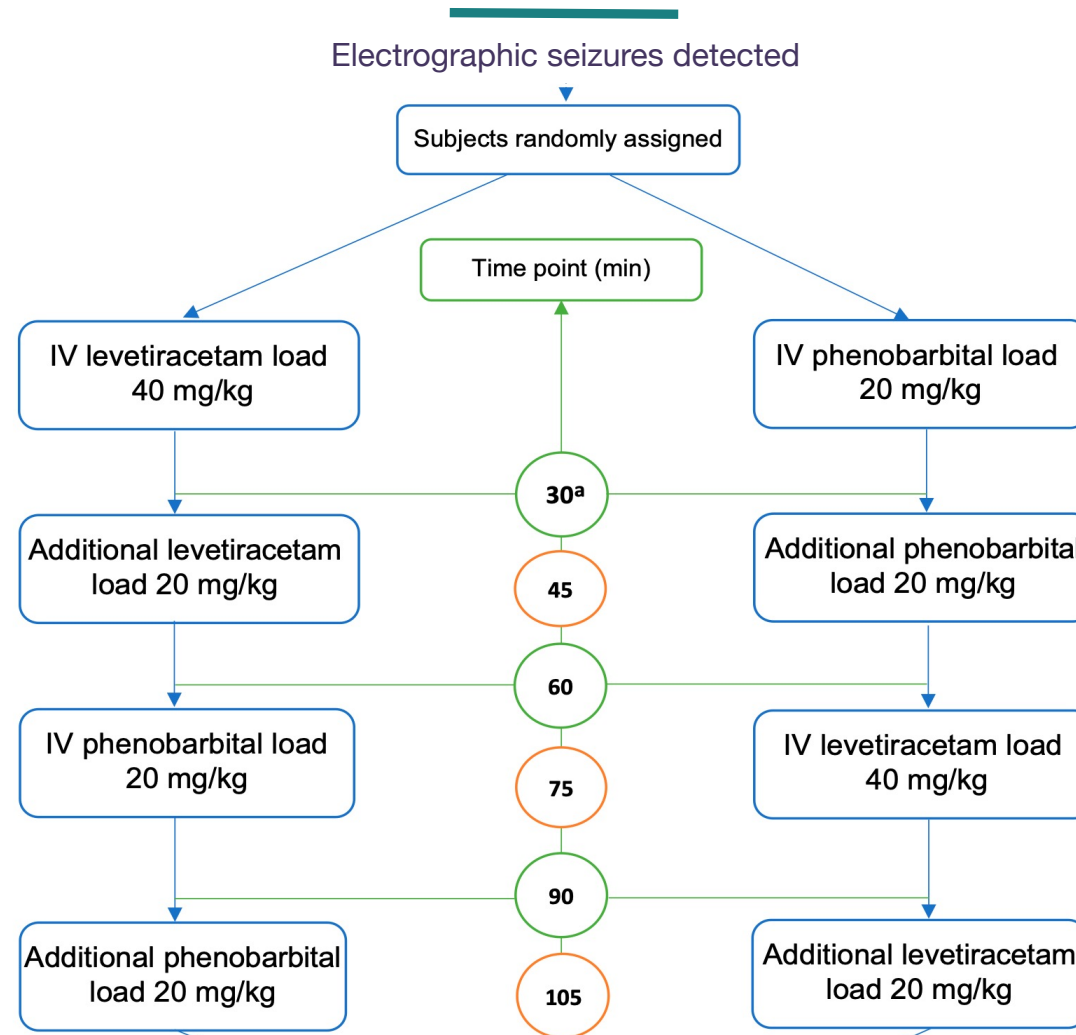 Electrographic seizures detected
Subjects randomly assigned
Time point (min)
IV levetiracetam load
40 mg/kg
IV phenobarbital load
20 mg/kg
30ª
Additional levetiracetam
load 20 mg/kg
Additional phenobarbital
load 20 mg/kg
45
60
IV phenobarbital load
20 mg/kg
IV levetiracetam load
40 mg/kg
75
90
Additional phenobarbital
load 20 mg/kg
Additional levetiracetam
load 20 mg/kg
105